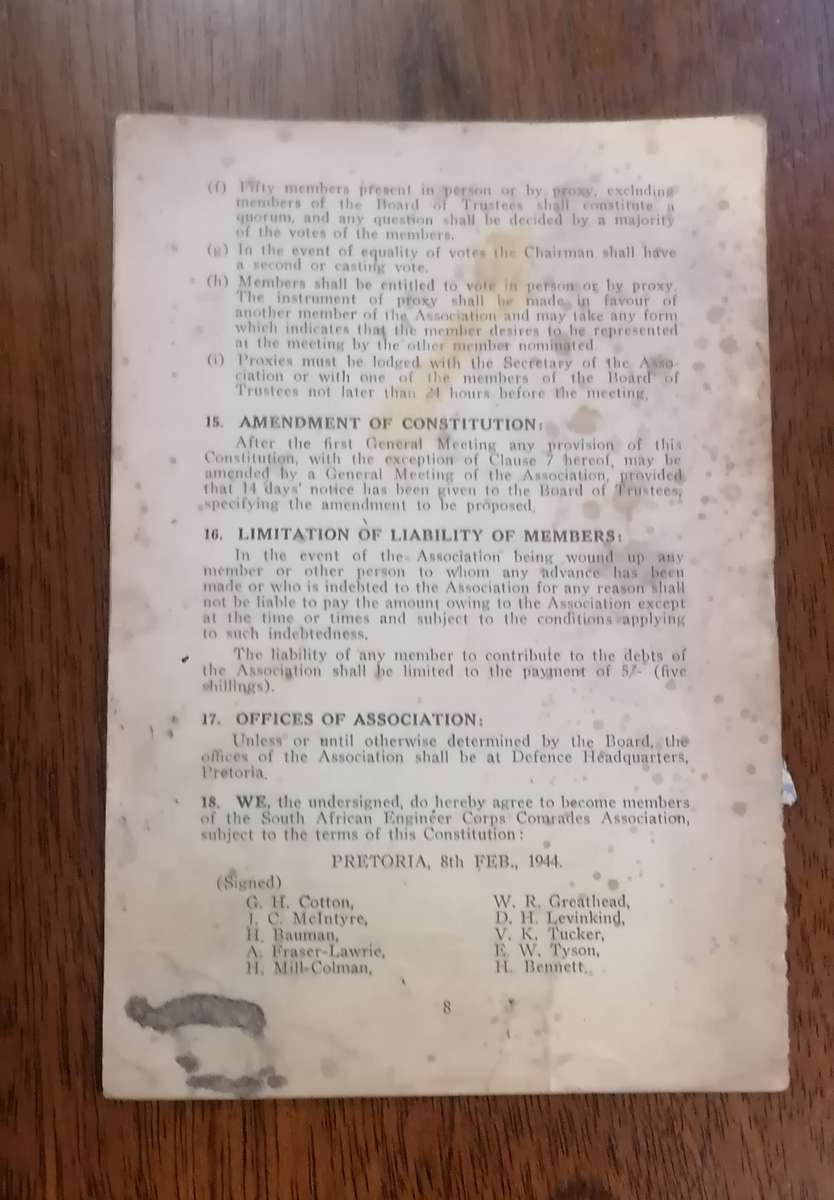 (f) Fifty members present in person or by proxy, excluding
members of the Board of Trustees shall constitute a
quorum, and any question shall be decided by a majority
of the votes of the members.
(g) In the event of equality of votes the Chairman shall have
a second or casting vote.
(h) Members shall be entitled to vote in person or by proxy.
The instrument of proxy shall be made in favour of
another member of the Association and may take any form
which indicates that the member desires to be represented
at the meeting by the other member nominated.
(i) Proxies must be lodged with the Secretary of the Asso-
ciation or with one of the members of the Board of
Trustees not later than 24 hours before the meeting.
15. AMENDMENT OF CONSTITUTION:
After the first General Meeting any provision of this
Constitution, with the exception of Clause 7 hereof, may be
amended by a General Meeting of the Association, provided
that 14 days' notice has been given to the Board of Trustees,
specifying the amendment to be proposed.
16. LIMITATION OF LIABILITY OF MEMBERS:
In the event of the Association being wound up any
member or other person to whom any advance has been
made or who is indebted to the Association for any reason shall
not be liable to pay the amount owing to the Association except
at the time or times and subject to the conditions applying
to such indebtedness.
The liability of any member to contribute to the debts of
the Association shall be limited to the payment of 5/- (five
shillings).
17. OFFICES OF ASSOCIATION:
Unless or until otherwise determined by the Board, the
offices of the Association shall be at Defence Headquarters,
Pretoria.
18. WE, the undersigned, do hereby agree to become members
of the South African Engineer Corps Comrades Association,
subject to the terms of this Constitution:
PRETORIA, 8th FEB., 1944.
(Signed)
G. H. Cotton, W. R. Greathead,
J. C. McIntyre, D. H. Levinkind,
H. Bauman, V. K. Tucker,
A. Fraser-Lawrie, E. W. Tyson,
H. Mill-Colman, H. Bennett.
8